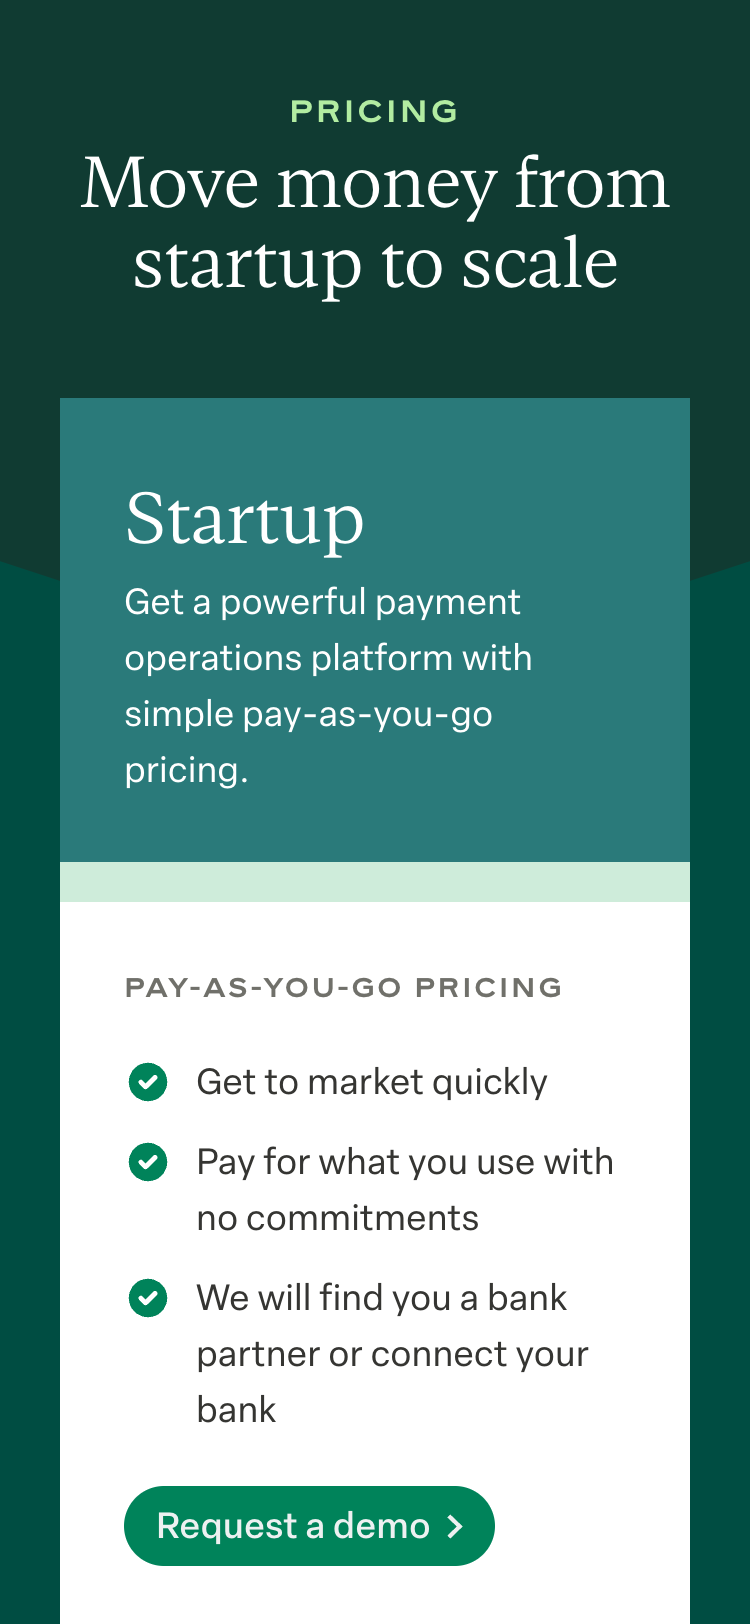 PRICING
Move money from
startup to scale
Startup
Get a powerful payment
operations platform with
simple pay-as-you-go
pricing.
PAY-AS-YOU-GO PRICING
Get to market quickly
Pay for what you use with
no commitments
We will find you a bank
partner or connect your
bank
Request a demo